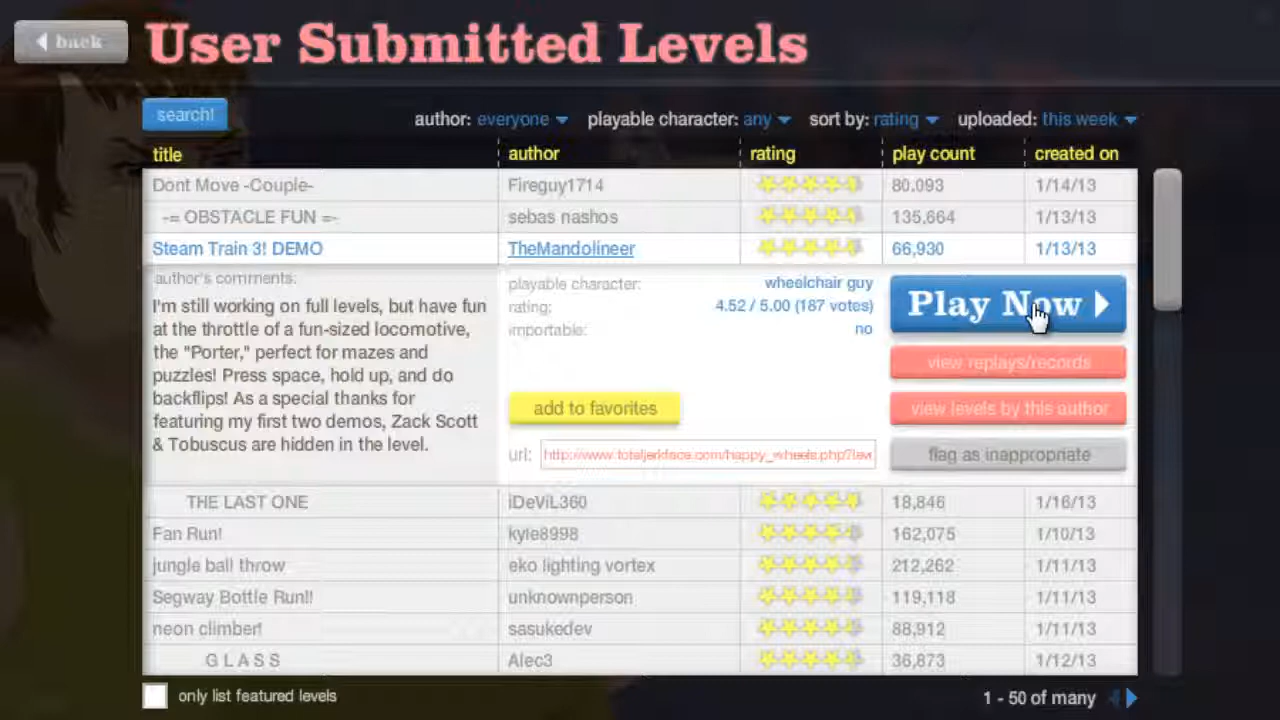 back
User Submitted Levels
search!
author: everyone playable character: any sort by: rating uploaded: this week
title author rating play count created on
Dont Move -Couple- Fireguy1714 80,093 1/14/13
-= OBSTACLE FUN =- sebas nashos 135,664 1/13/13
Steam Train 3! DEMO TheMandolineer 66,930 1/13/13
author's comments:
I'm still working on full levels, but have fun
at the throttle of a fun-sized locomotive,
the "Porter," perfect for mazes and
puzzles! Press space, hold up, and do
backflips! As a special thanks for
featuring my first two demos, Zack Scott
& Tobuscus are hidden in the level.
playable character: wheelchair guy
rating: 4.52 / 5.00 (187 votes)
importable: no
add to favorites
url: http://www.totaljerkface.com/happy_wheels.php?lev
Play Now
view replays/records
view levels by this author
flag as inappropriate
THE LAST ONE iDeViL360 18,846 1/16/13
Fan Run! kyle8998 162,075 1/10/13
jungle ball throw eko lighting vortex 212,262 1/11/13
Segway Bottle Run!! unknownperson 119,118 1/11/13
neon climber! sasukedev 88,912 1/11/13
G L A S S Alec3 36,873 1/12/13
only list featured levels
1 - 50 of many